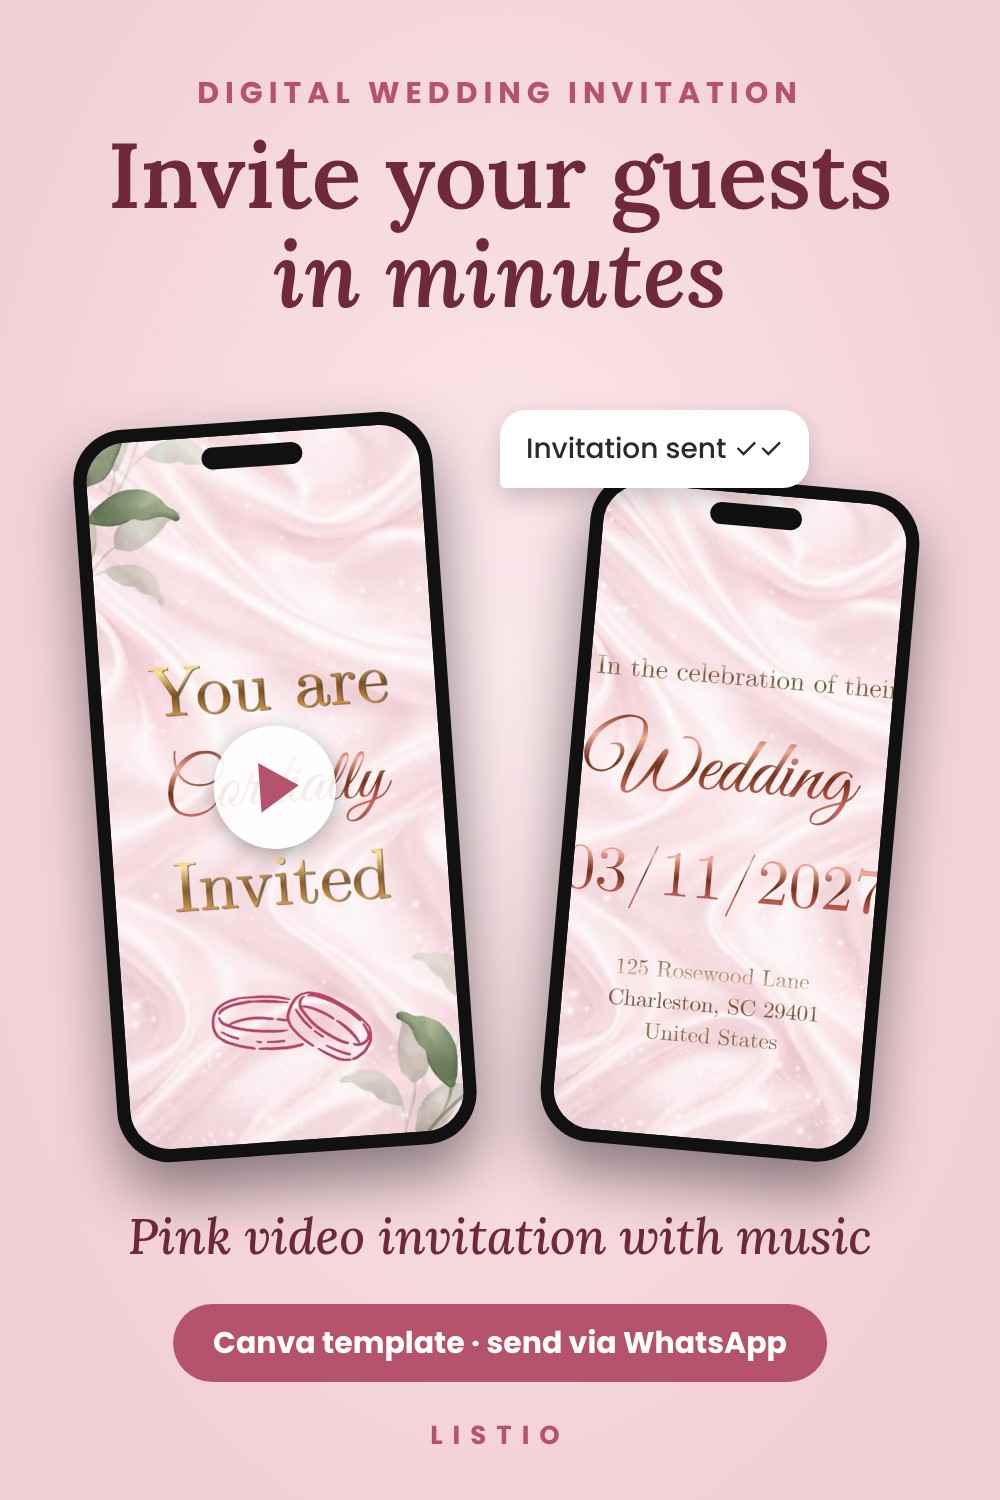 DIGITAL WEDDING INVITATION
Invite your guests
in minutes
Invitation sent ✓✓
You are
Cordially
Invited
In the celebration of their
Wedding
03/11/2027
125 Rosewood Lane
Charleston, SC 29401
United States
Pink video invitation with music
Canva template · send via WhatsApp
LISTIO